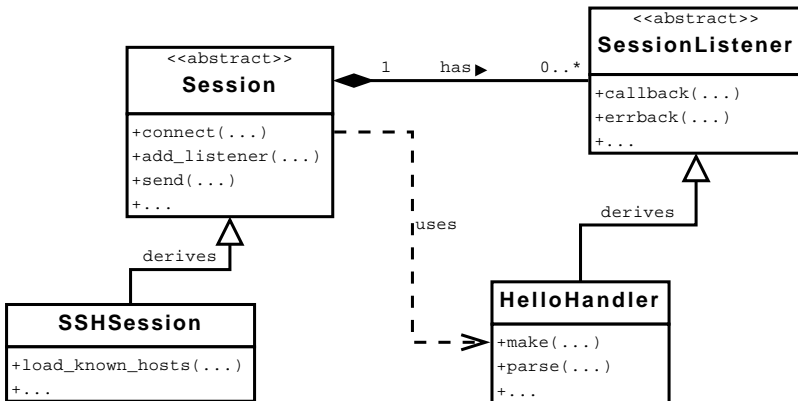 <<abstract>>
Session
+connect(...)
+add_listener(...)
+send(...)
+...
1 has▶ 0..*
<<abstract>>
SessionListener
+callback(...)
+errback(...)
+...
derives
uses
derives
SSHSession
+load_known_hosts(...)
+...
HelloHandler
+make(...)
+parse(...)
+...